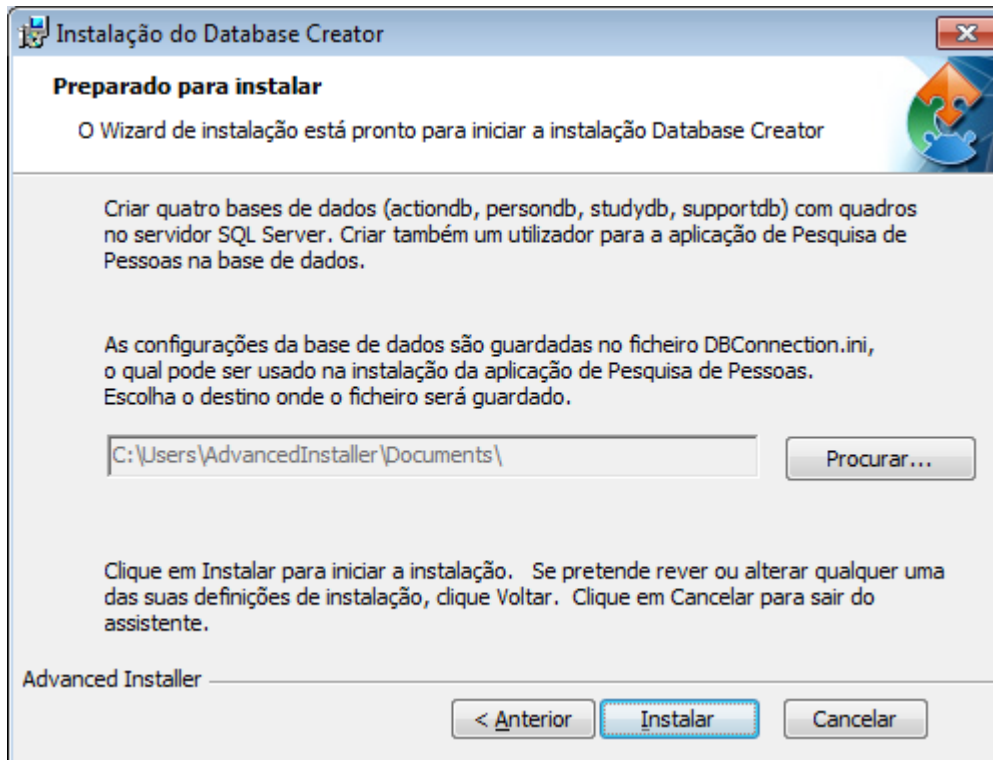 Instalação do Database Creator
Preparado para instalar
O Wizard de instalação está pronto para iniciar a instalação Database Creator
Criar quatro bases de dados (actiondb, persondb, studydb, supportdb) com quadros
no servidor SQL Server. Criar também um utilizador para a aplicação de Pesquisa de
Pessoas na base de dados.
As configurações da base de dados são guardadas no ficheiro DBConnection.ini,
o qual pode ser usado na instalação da aplicação de Pesquisa de Pessoas.
Escolha o destino onde o ficheiro será guardado.
C:\Users\AdvancedInstaller\Documents\
Procurar...
Clique em Instalar para iniciar a instalação.   Se pretende rever ou alterar qualquer uma
das suas definições de instalação, clique Voltar.  Clique em Cancelar para sair do
assistente.
Advanced Installer
< Anterior
Instalar
Cancelar